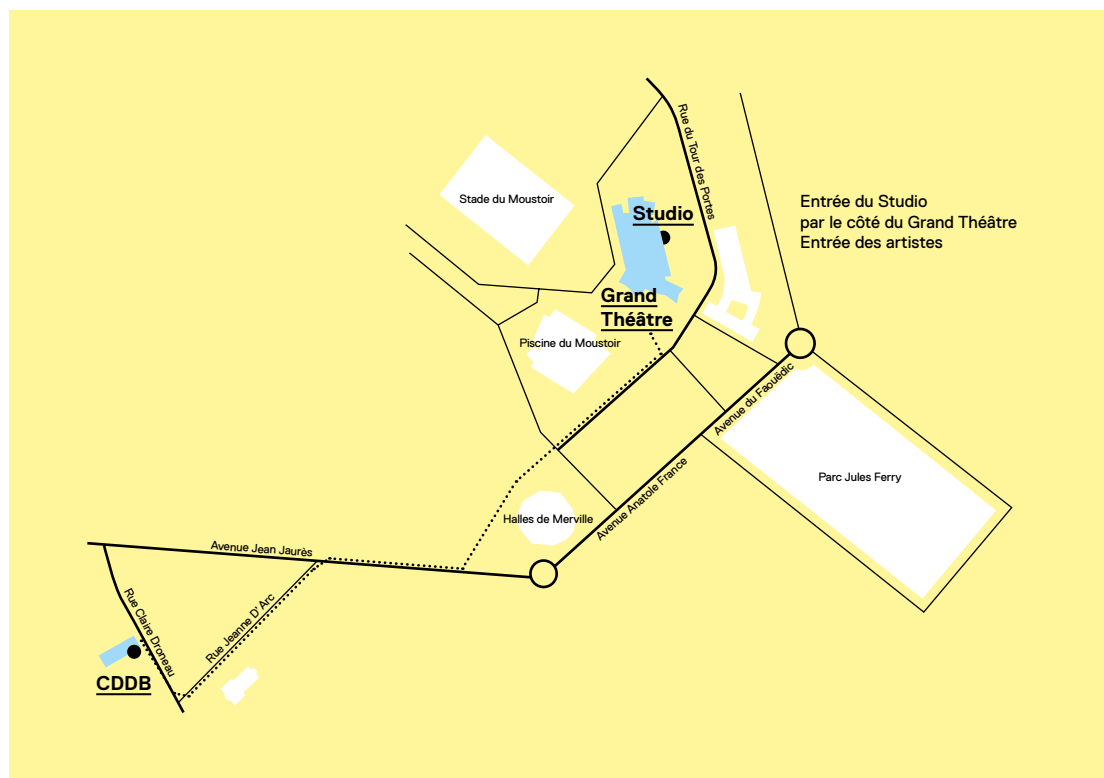 Rue du Tour des Portes
Stade du Moustoir
Entrée du Studio
par le côté du Grand Théâtre
Entrée des artistes
Studio
Grand
Théâtre
Piscine du Moustoir
Avenue du Faouëdic
Parc Jules Ferry
Avenue Anatole France
Halles de Merville
Avenue Jean Jaurès
Rue Claire Droneau
Rue Jeanne D'Arc
CDDB